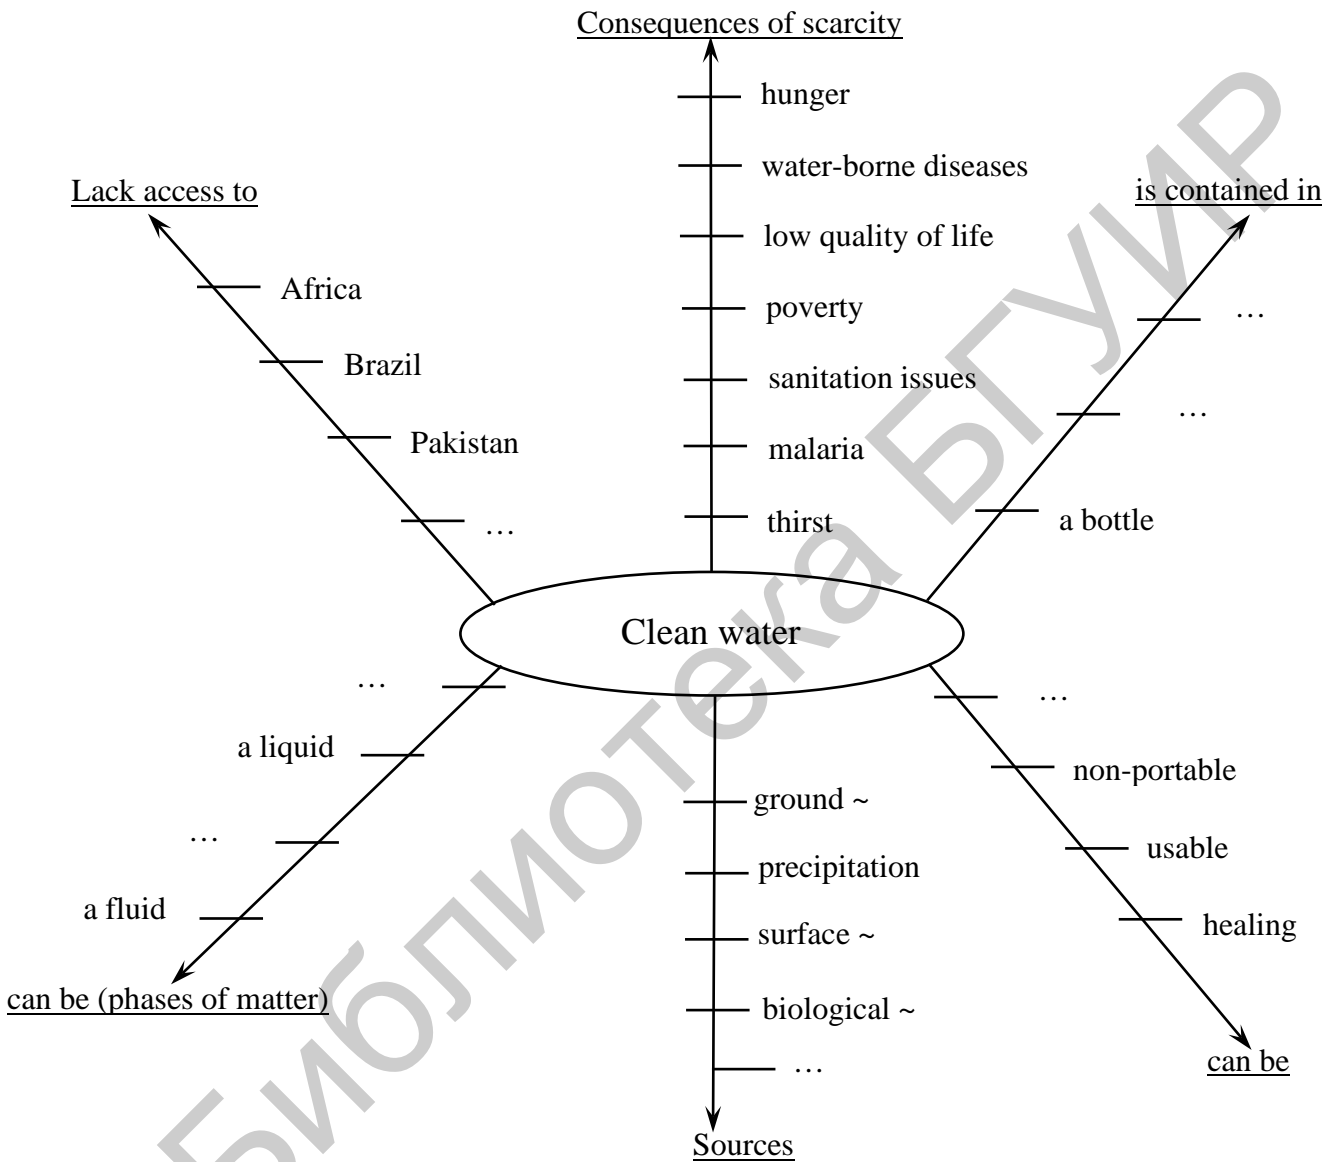 Consequences of scarcity
hunger
water-borne diseases
low quality of life
poverty
sanitation issues
malaria
thirst
Lack access to
Africa
Brazil
Pakistan
…
is contained in
…
…
a bottle
Clean water
…
a liquid
…
a fluid
can be (phases of matter)
ground ~
precipitation
surface ~
biological ~
…
Sources
…
non-portable
usable
healing
can be
Библиотека БГУИР